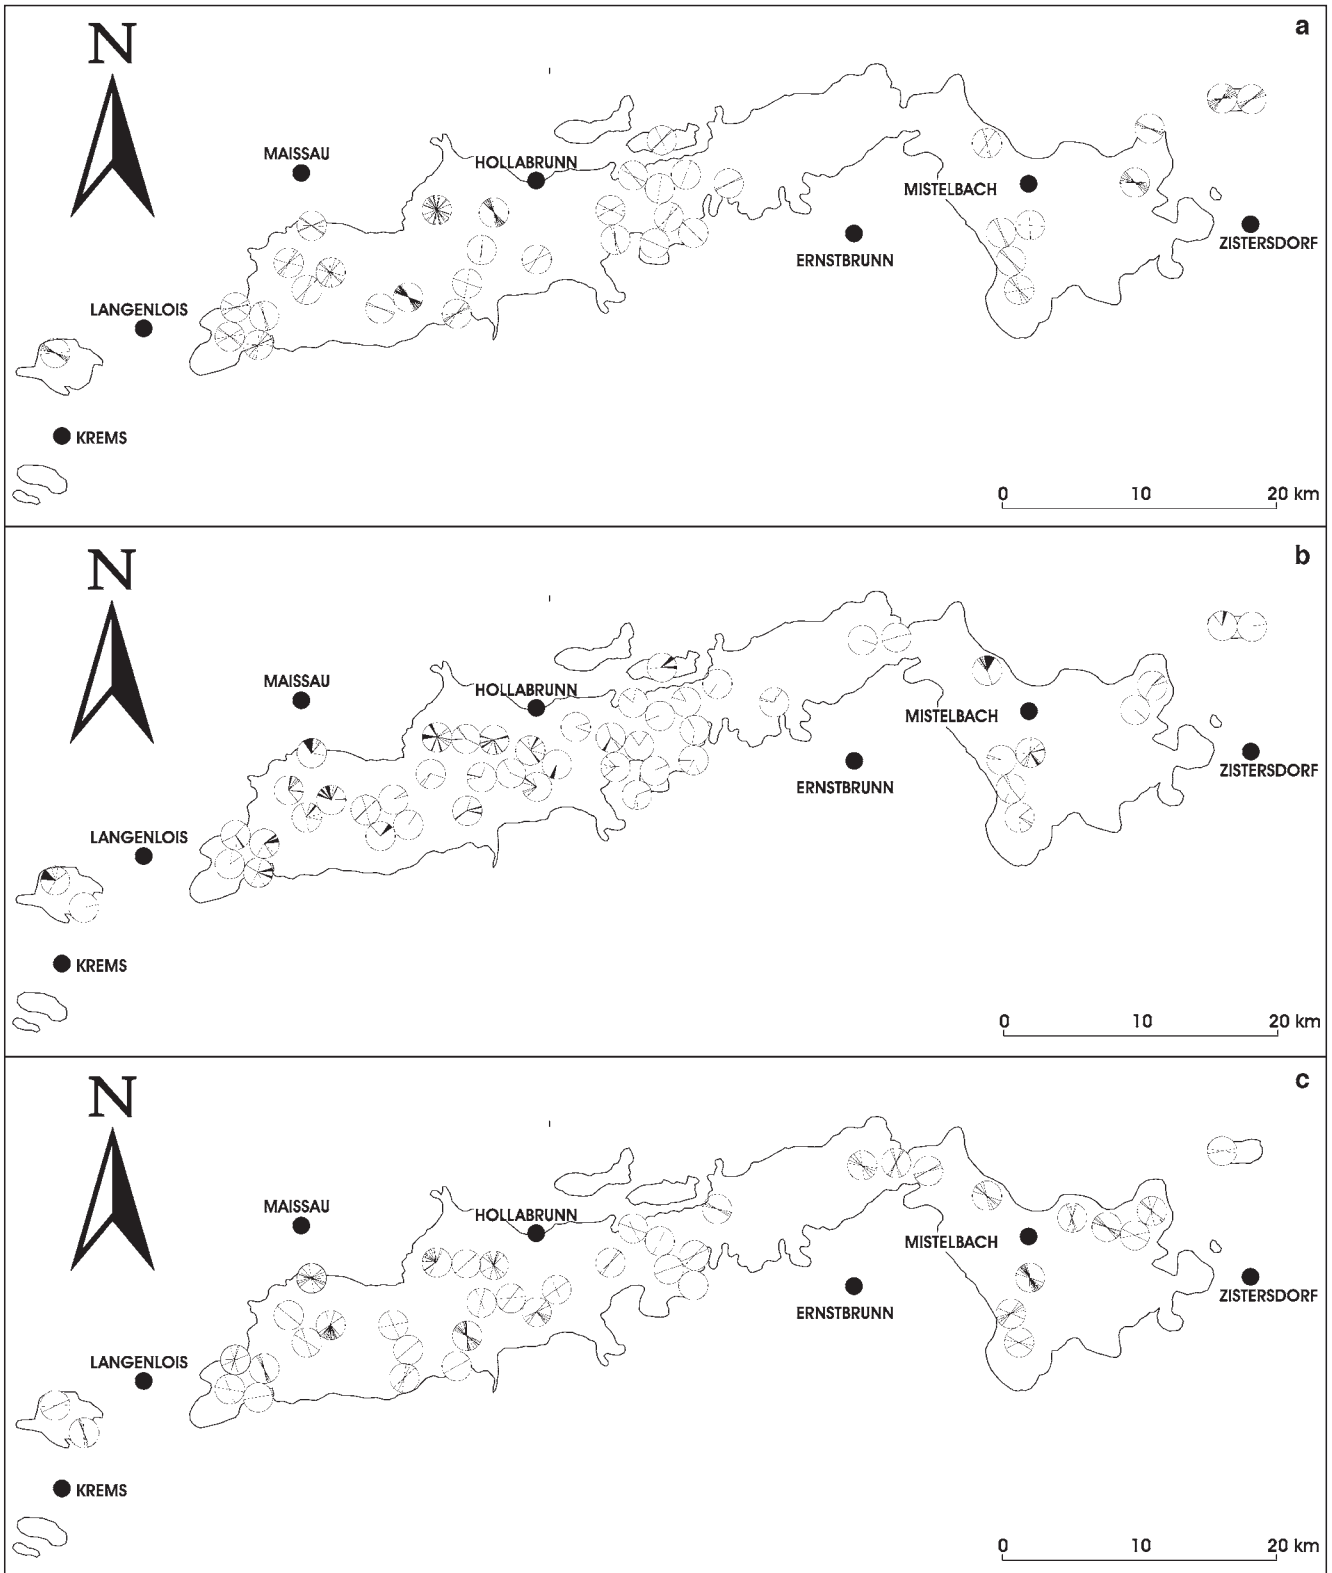 a
N
MAISSAU
HOLLABRUNN
MISTELBACH
ERNSTBRUNN
ZISTERSDORF
LANGENLOIS
KREMS
0 10 20 km
b
N
MAISSAU
HOLLABRUNN
MISTELBACH
ERNSTBRUNN
ZISTERSDORF
LANGENLOIS
KREMS
0 10 20 km
c
N
MAISSAU
HOLLABRUNN
MISTELBACH
ERNSTBRUNN
ZISTERSDORF
LANGENLOIS
KREMS
0 10 20 km